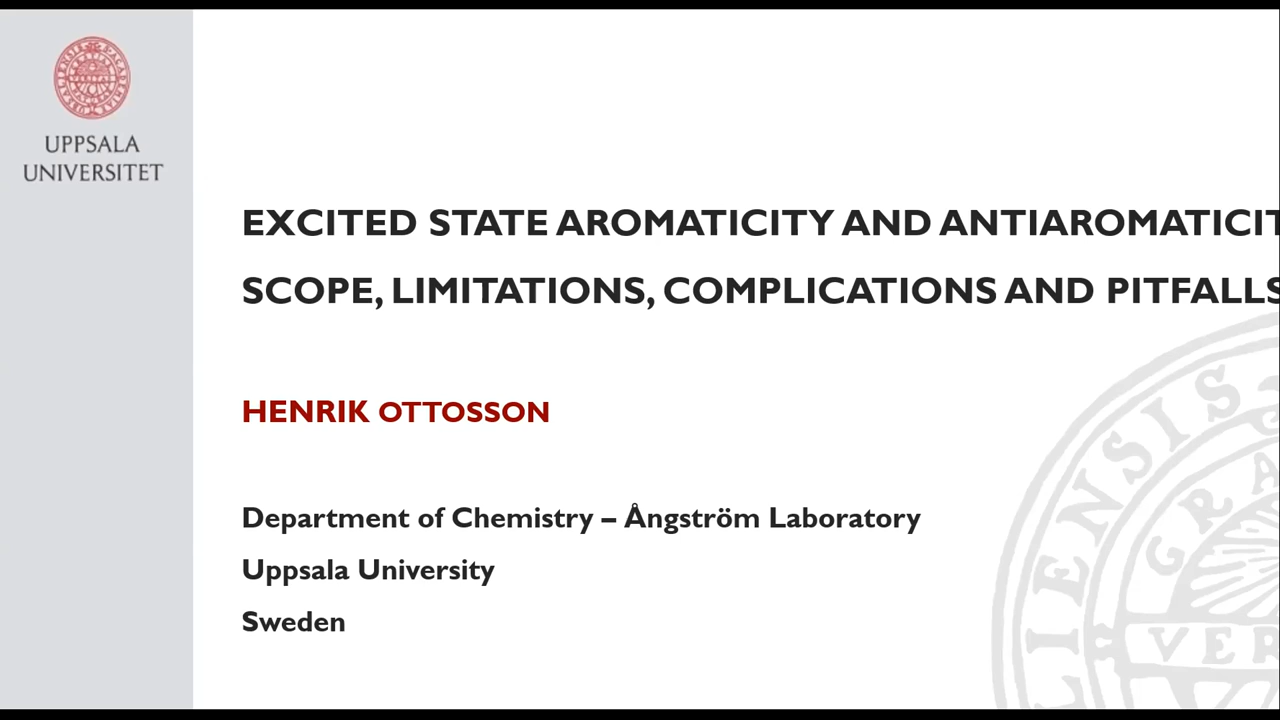 UPPSALA
UNIVERSITET
EXCITED STATE AROMATICITY AND ANTIAROMATICIT
SCOPE, LIMITATIONS, COMPLICATIONS AND PITFALLS
HENRIK OTTOSSON
Department of Chemistry – Ångström Laboratory
Uppsala University
Sweden